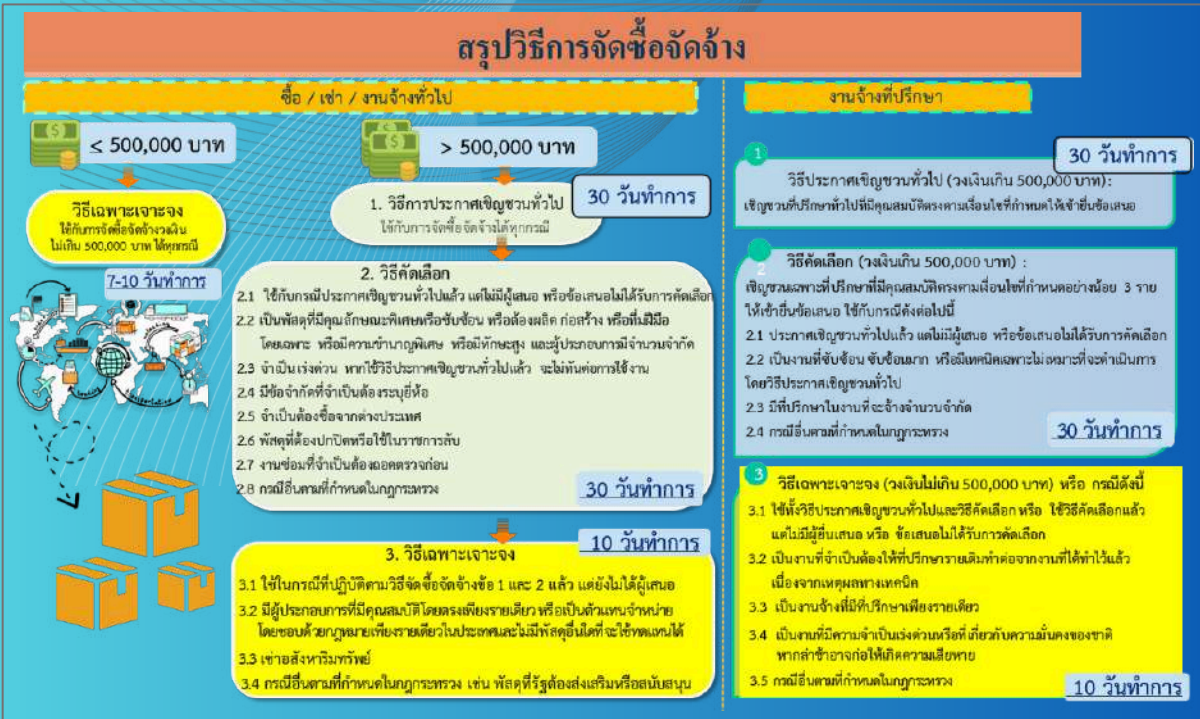 สรุปวิธีการจัดซื้อจัดจ้าง
ซื้อ / เช่า / งานจ้างทั่วไป
≤ 500,000 บาท
> 500,000 บาท
วิธีเฉพาะเจาะจง
ใช้กับการจัดซื้อจัดจ้างวงเงิน
ไม่เกิน 500,000 บาท ได้ทุกกรณี
7-10 วันทำการ
1. วิธีการประกาศเชิญชวนทั่วไป
ใช้กับการจัดซื้อจัดจ้างได้ทุกกรณี
30 วันทำการ
2. วิธีคัดเลือก
2.1 ใช้กับกรณีประกาศเชิญชวนทั่วไปแล้ว แต่ไม่มีผู้เสนอ หรือข้อเสนอไม่ได้รับการคัดเลือก
2.2 เป็นพัสดุที่มีคุณลักษณะพิเศษหรือซับซ้อน หรือต้องผลิต ก่อสร้าง หรือที่มฝีมือ
โดยเฉพาะ หรือมีความชำนาญพิเศษ หรือมีทักษะสูง และผู้ประกอบการมีจำนวนจำกัด
2.3 จำเป็นเร่งด่วน หากใช้วิธีประกาศเชิญชวนทั่วไปแล้ว จะไม่ทันต่อการใช้งาน
2.4 มีข้อจำกัดที่จำเป็นต้องระบุยี่ห้อ
2.5 จำเป็นต้องซื้อจากต่างประเทศ
2.6 พัสดุที่ต้องปกปิดหรือใช้ในราชการลับ
2.7 งานซ่อมที่จำเป็นต้องถอดตรวจก่อน
2.8 กรณีอื่นตามที่กำหนดในกฎกระทรวง
30 วันทำการ
3. วิธีเฉพาะเจาะจง
10 วันทำการ
3.1 ใช้ในกรณีที่ปฏิบัติตามวิธีจัดซื้อจัดจ้างข้อ 1 และ 2 แล้ว แต่ยังไม่ได้ผู้เสนอ
3.2 มีผู้ประกอบการที่มีคุณสมบัติโดยตรงเพียงรายเดียว หรือเป็นตัวแทนจำหน่าย
โดยชอบด้วยกฎหมายเพียงรายเดียวในประเทศและไม่มีพัสดุอื่นใดที่จะใช้ทดแทนได้
3.3 เช่าอสังหาริมทรัพย์
3.4 กรณีอื่นตามที่กำหนดในกฎกระทรวง เช่น พัสดุที่รัฐต้องส่งเสริมหรือสนับสนุน
งานจ้างที่ปรึกษา
1
30 วันทำการ
วิธีประกาศเชิญชวนทั่วไป (วงเงินเกิน 500,000 บาท):
เชิญชวนที่ปรึกษาทั่วไปที่มีคุณสมบัติตรงตามเงื่อนไขที่กำหนดให้เข้ายื่นข้อเสนอ
2
วิธีคัดเลือก (วงเงินเกิน 500,000 บาท) :
เชิญชวนเฉพาะที่ปรึกษาที่มีคุณสมบัติตรงตามเงื่อนไขที่กำหนดอย่างน้อย 3 ราย
ให้เข้ายื่นข้อเสนอ ใช้กับกรณีดังต่อไปนี้
2.1 ประกาศเชิญชวนทั่วไปแล้ว แต่ไม่มีผู้เสนอ หรือข้อเสนอไม่ได้รับการคัดเลือก
2.2 เป็นงานที่ซับซ้อน ซับซ้อนมาก หรือมีเทคนิคเฉพาะไม่เหมาะที่จะดำเนินการ
โดยวิธีประกาศเชิญชวนทั่วไป
2.3 มีที่ปรึกษาในงานที่จะจ้างจำนวนจำกัด
2.4 กรณีอื่นตามที่กำหนดในกฎกระทรวง
30 วันทำการ
3
วิธีเฉพาะเจาะจง (วงเงินไม่เกิน 500,000 บาท) หรือ กรณีดังนี้
3.1 ใช้ทั้งวิธีประกาศเชิญชวนทั่วไปและวิธีคัดเลือก หรือ ใช้วิธีคัดเลือกแล้ว
แต่ไม่มีผู้ยื่นเสนอ หรือ ข้อเสนอไม่ได้รับการคัดเลือก
3.2 เป็นงานที่จำเป็นต้องให้ที่ปรึกษารายเดิมทำต่อจากงานที่ได้ทำไว้แล้ว
เนื่องจากเหตุผลทางเทคนิค
3.3 เป็นงานจ้างที่มีที่ปรึกษาเพียงรายเดียว
3.4 เป็นงานที่มีความจำเป็นเร่งด่วนหรือที่เกี่ยวกับความมั่นคงของชาติ
หากล่าช้าอาจก่อให้เกิดความเสียหาย
3.5 กรณีอื่นตามที่กำหนดในกฎกระทรวง
10 วันทำการ